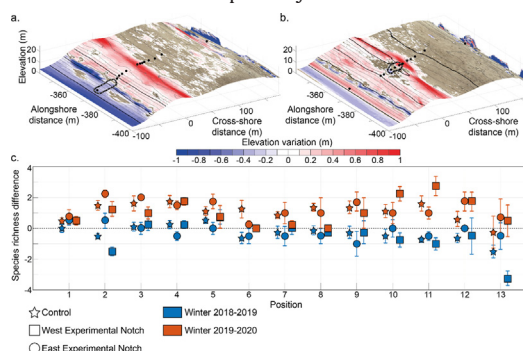 a.
b.
Elevation (m)
20
10
0
20
10
0
-360
-380
-400
-100
0
100
Alongshore
distance (m)
Cross-shore
distance (m)
-360
-380
-400
-100
0
100
Alongshore
distance (m)
Cross-shore
distance (m)
Elevation variation (m)
-1 -0.8 -0.6 -0.4 -0.2 0 0.2 0.4 0.6 0.8 1
c.
Species richness difference
4
2
0
-2
-4
1 2 3 4 5 6 7 8 9 10 11 12 13
Position
Control
Winter 2018-2019
West Experimental Notch
Winter 2019-2020
East Experimental Notch